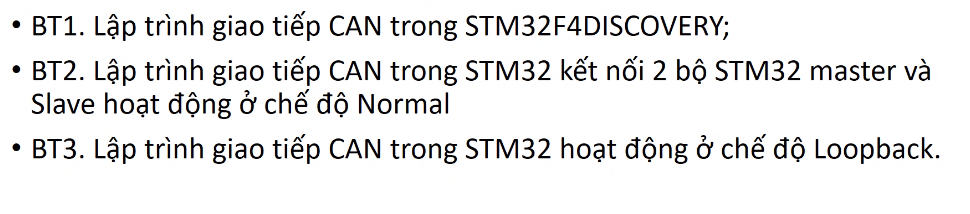 • BT1. Lập trình giao tiếp CAN trong STM32F4DISCOVERY;
• BT2. Lập trình giao tiếp CAN trong STM32 kết nối 2 bộ STM32 master và
Slave hoạt động ở chế độ Normal
• BT3. Lập trình giao tiếp CAN trong STM32 hoạt động ở chế độ Loopback.